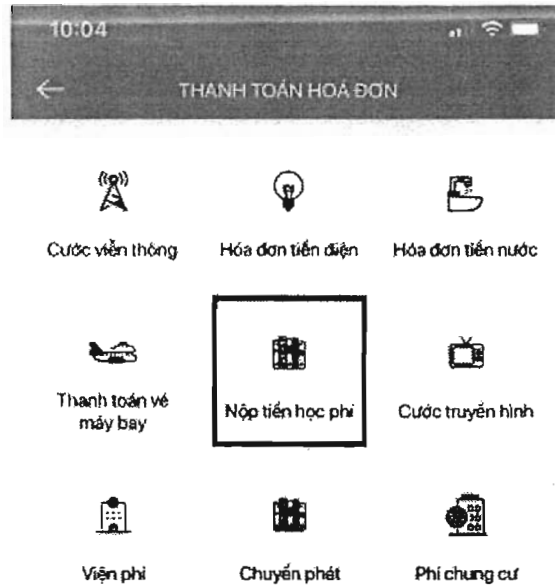 10:04
THANH TOÁN HOÁ ĐƠN
Cước viễn thông
Hóa đơn tiền điện
Hóa đơn tiền nước
Thanh toán vé
máy bay
Nộp tiền học phí
Cước truyền hình
Viện phí
Chuyển phát
Phí chung cư